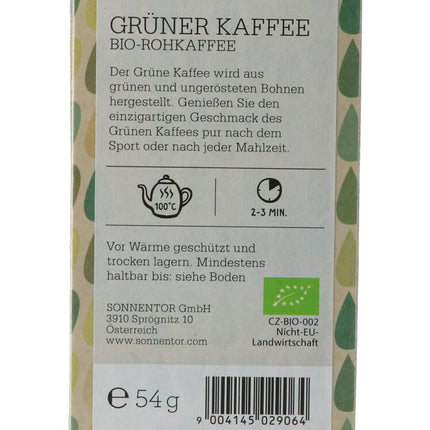 GRÜNER KAFFEE
BIO-ROHKAFFEE
Der Grüne Kaffee wird aus
grünen und ungerösteten Bohnen
hergestellt. Genießen Sie den
einzigartigen Geschmack des
Grünen Kaffees pur nach dem
Sport oder nach jeder Mahlzeit.
100°C
2-3 MIN.
Vor Wärme geschützt und
trocken lagern. Mindestens
haltbar bis: siehe Boden
SONNENTOR GmbH
3910 Sprögnitz 10
Österreich
www.sonnentor.com
CZ-BIO-002
Nicht-EU-
Landwirtschaft
℮ 54 g
9 004145 029064